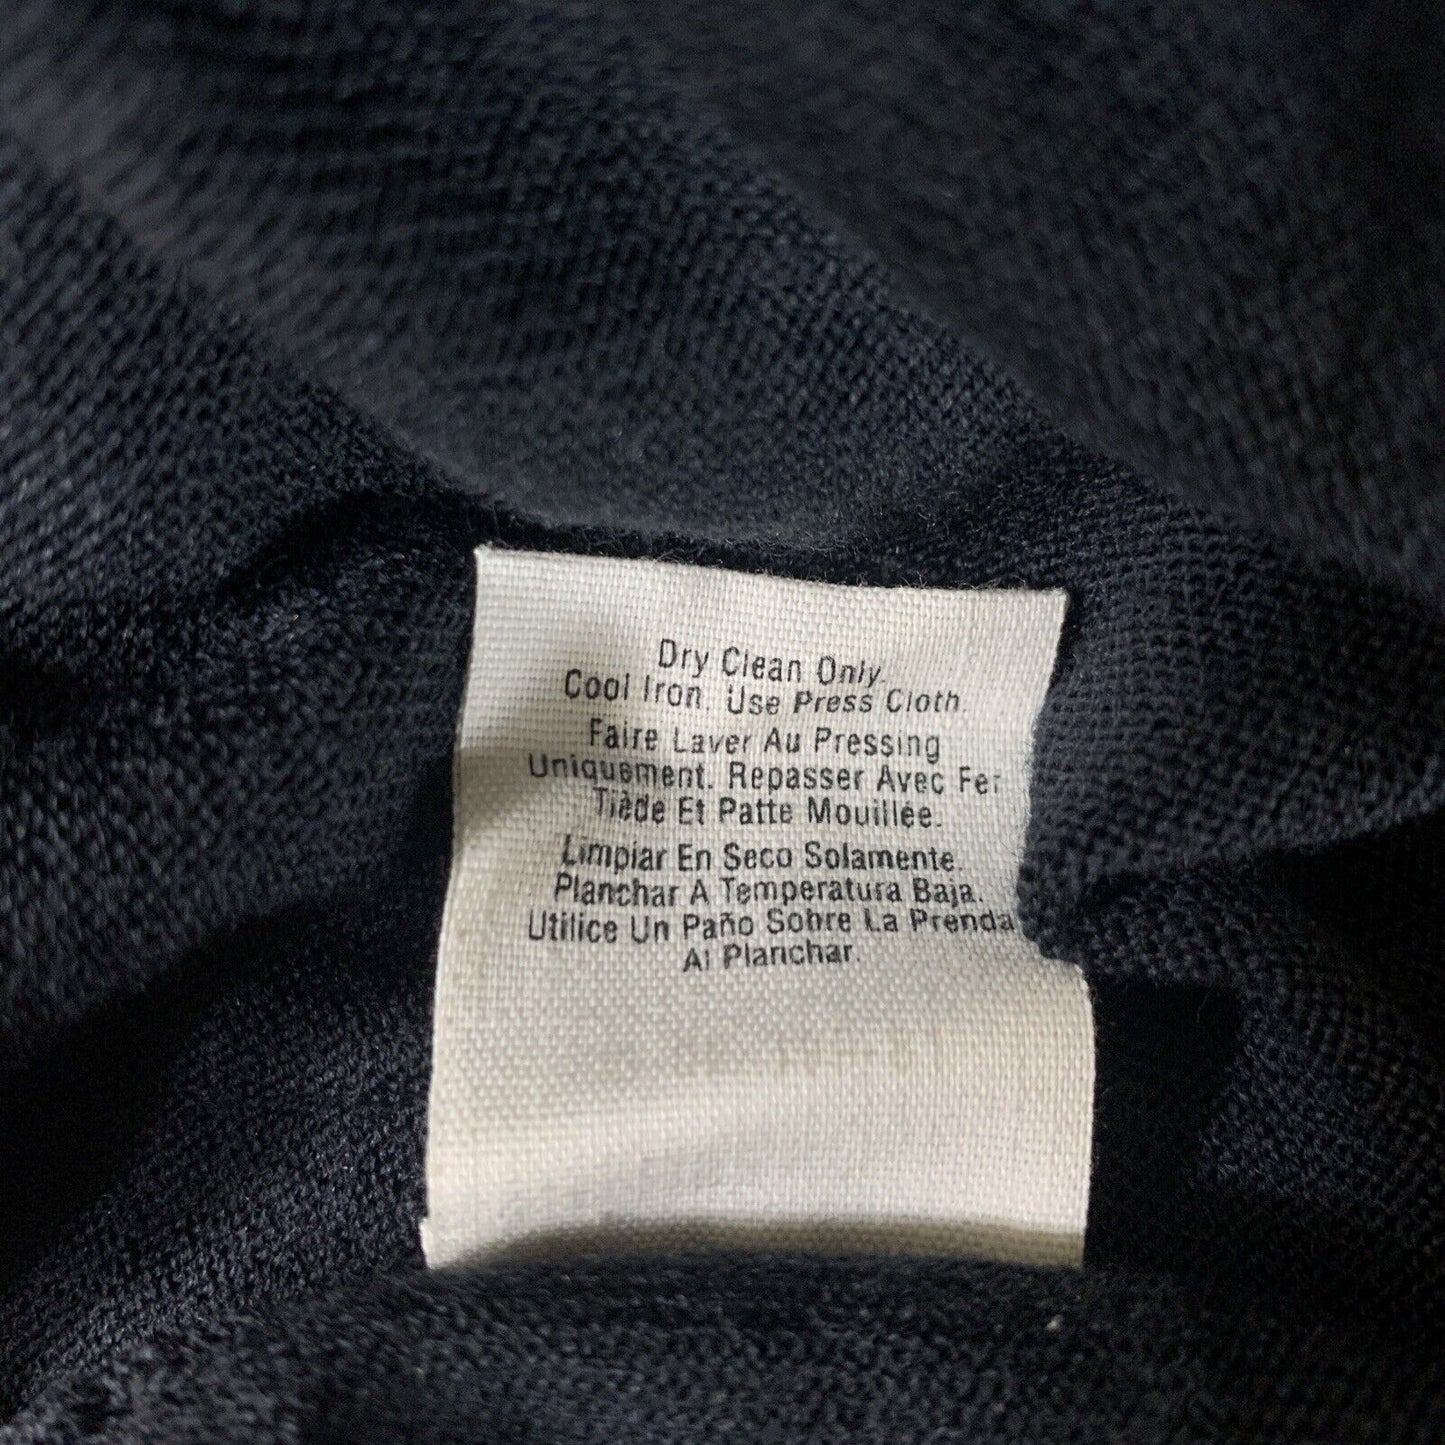 Dry Clean Only.
Cool Iron. Use Press Cloth.
Faire Laver Au Pressing
Uniquement. Repasser Avec Fer
Tiède Et Patte Mouillée.
Limpiar En Seco Solamente.
Planchar A Temperatura Baja.
Utilice Un Paño Sobre La Prenda
Al Planchar.